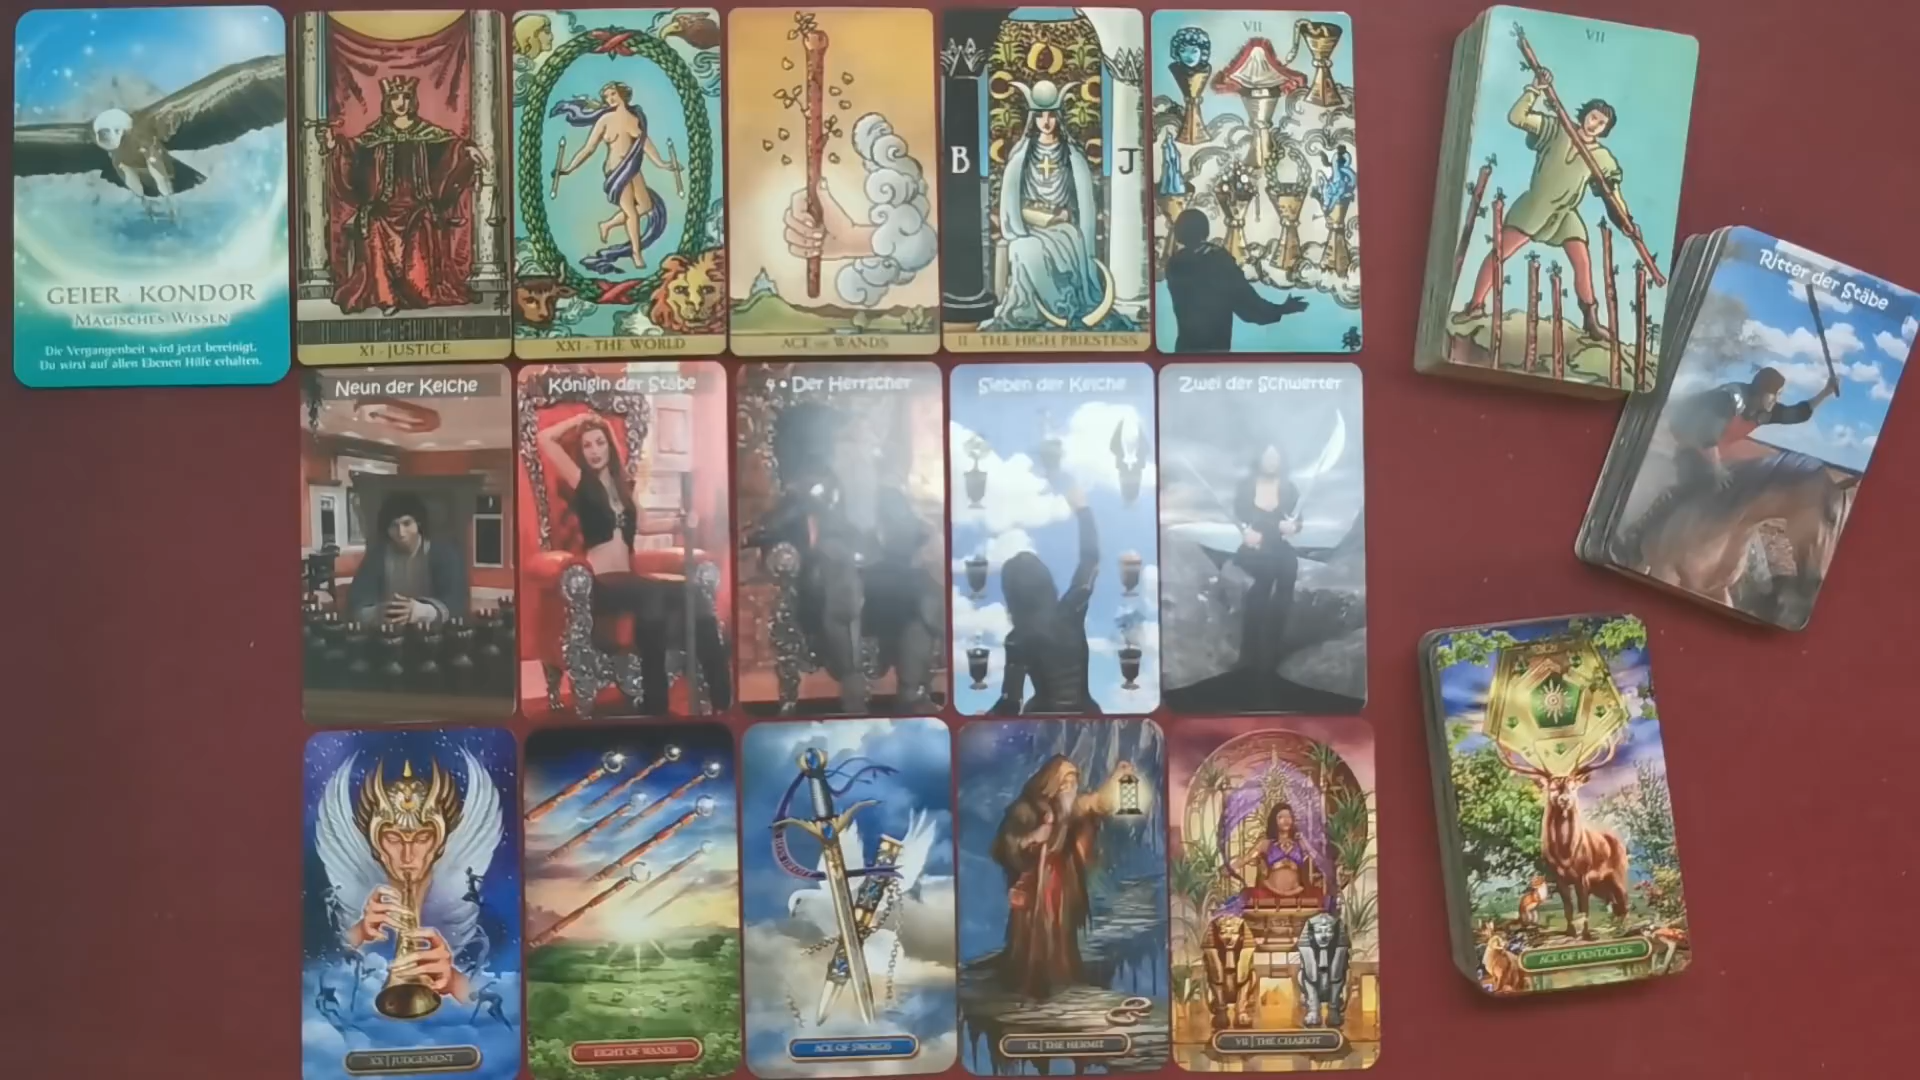 GEIER · KONDOR
MAGISCHES WISSEN
Die Vergangenheit wird jetzt bereinigt.
Du wirst auf allen Ebenen Hilfe erhalten.
XI - JUSTICE
XXI - THE WORLD
ACE OF WANDS
B
J
II - THE HIGH PRIESTESS
VII
VII
Ritter der Stäbe
Neun der Kelche
Königin der Stäbe
4 • Der Herrscher
Sieben der Kelche
Zwei der Schwerter
XX | JUDGEMENT
EIGHT OF WANDS
ACE OF SWORDS
IX | THE HERMIT
VII | THE CHARIOT
ACE OF PENTACLES